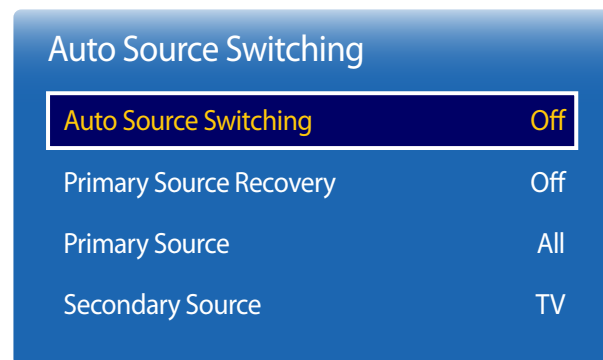 Auto Source Switching
Auto Source Switching Off
Primary Source Recovery Off
Primary Source All
Secondary Source TV